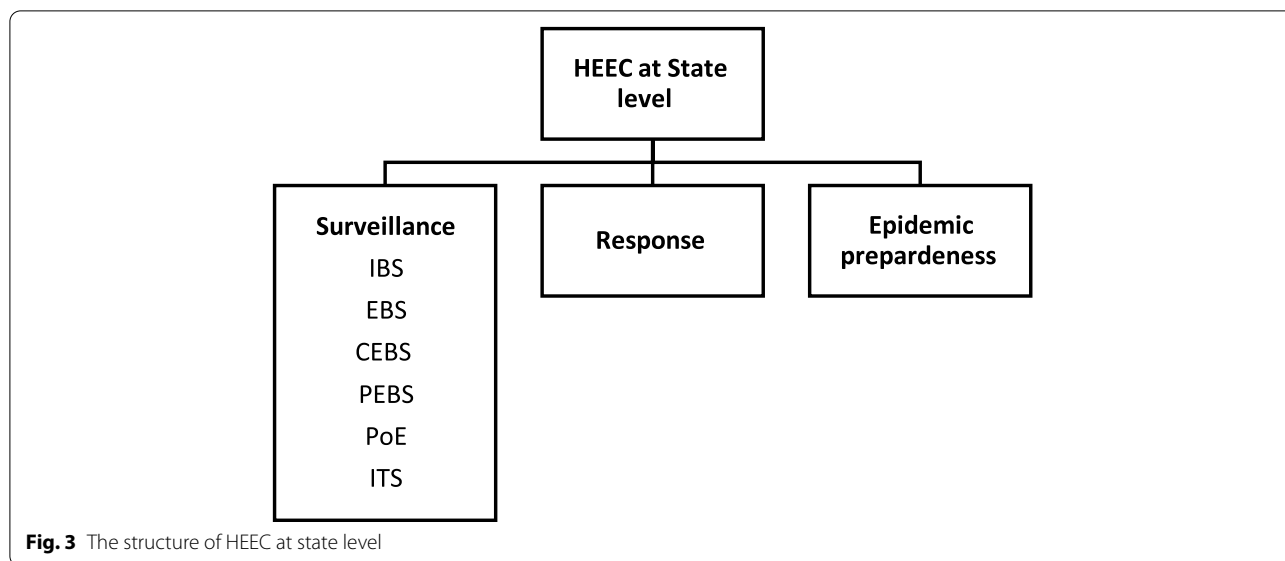 HEEC at State
level
Surveillance
IBS
EBS
CEBS
PEBS
PoE
ITS
Response
Epidemic
prepardeness
Fig. 3 The structure of HEEC at state level